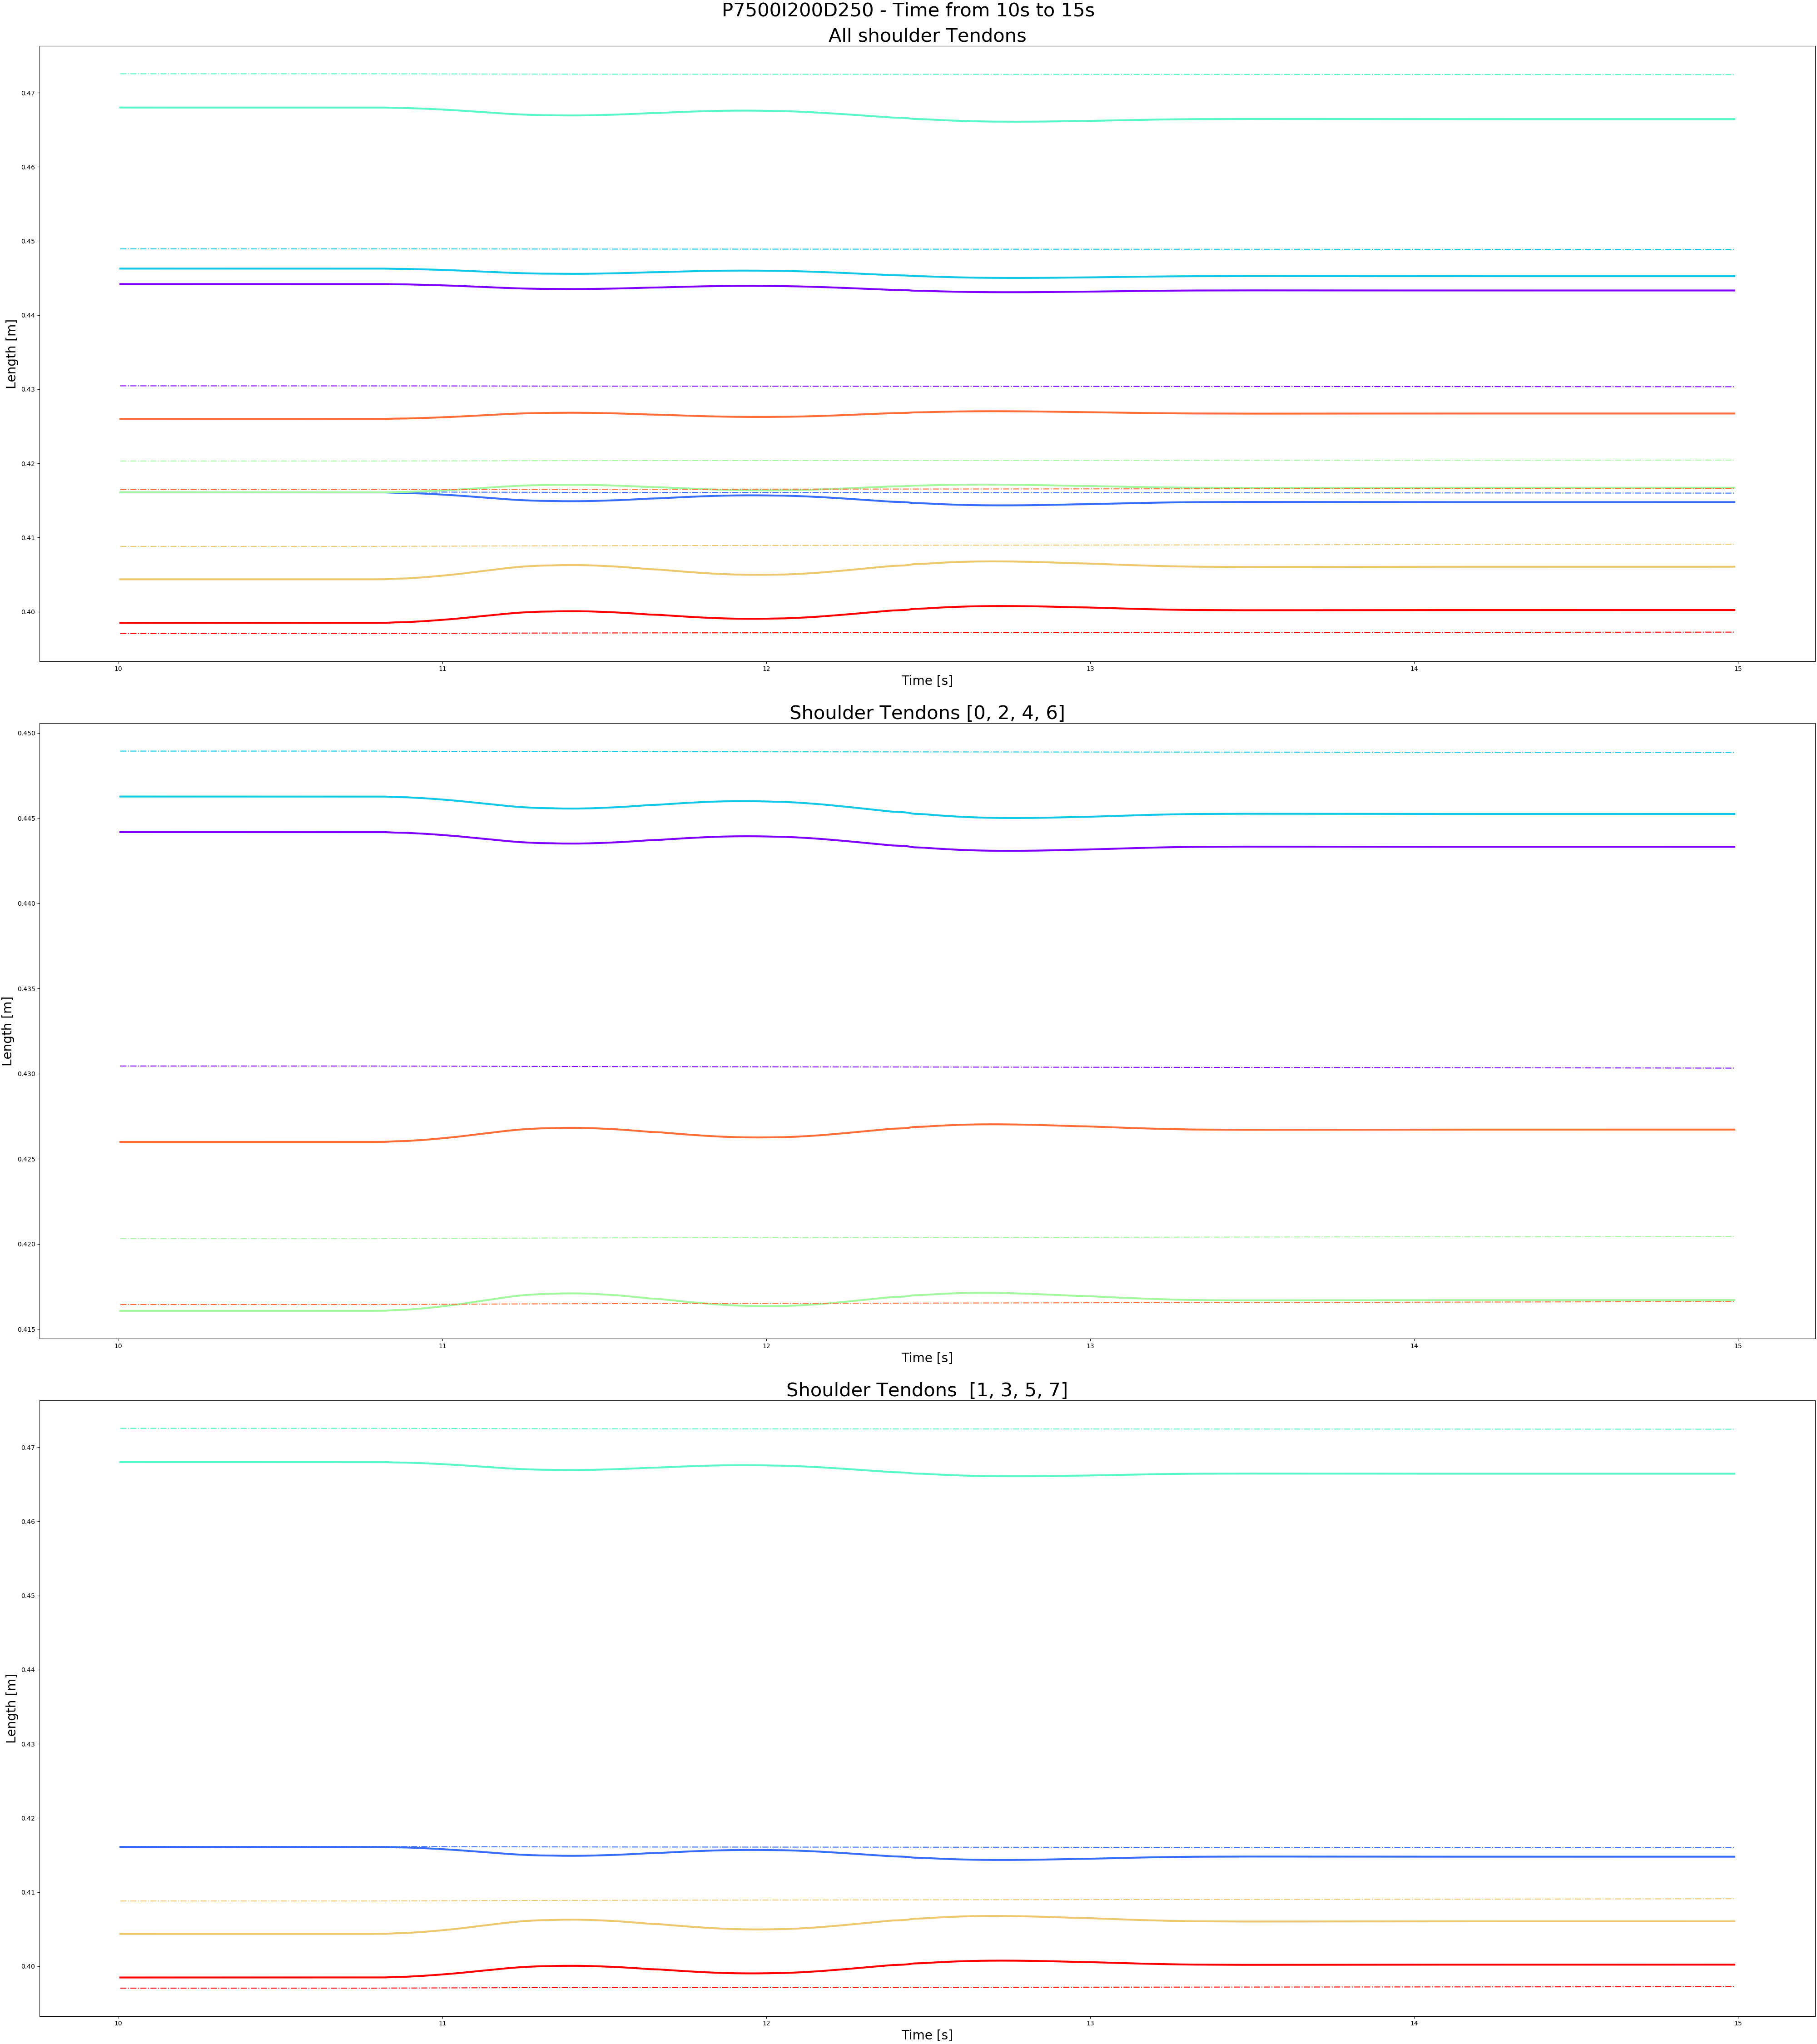 P7500I200D250 - Time from 10s to 15s
All shoulder Tendons
0.47
0.46
0.45
0.44
0.43
0.42
0.41
0.40
Length [m]
10 11 12 13 14 15
Time [s]
Shoulder Tendons [0, 2, 4, 6]
0.450
0.445
0.440
0.435
0.430
0.425
0.420
0.415
Length [m]
10 11 12 13 14 15
Time [s]
Shoulder Tendons  [1, 3, 5, 7]
0.47
0.46
0.45
0.44
0.43
0.42
0.41
0.40
Length [m]
10 11 12 13 14 15
Time [s]